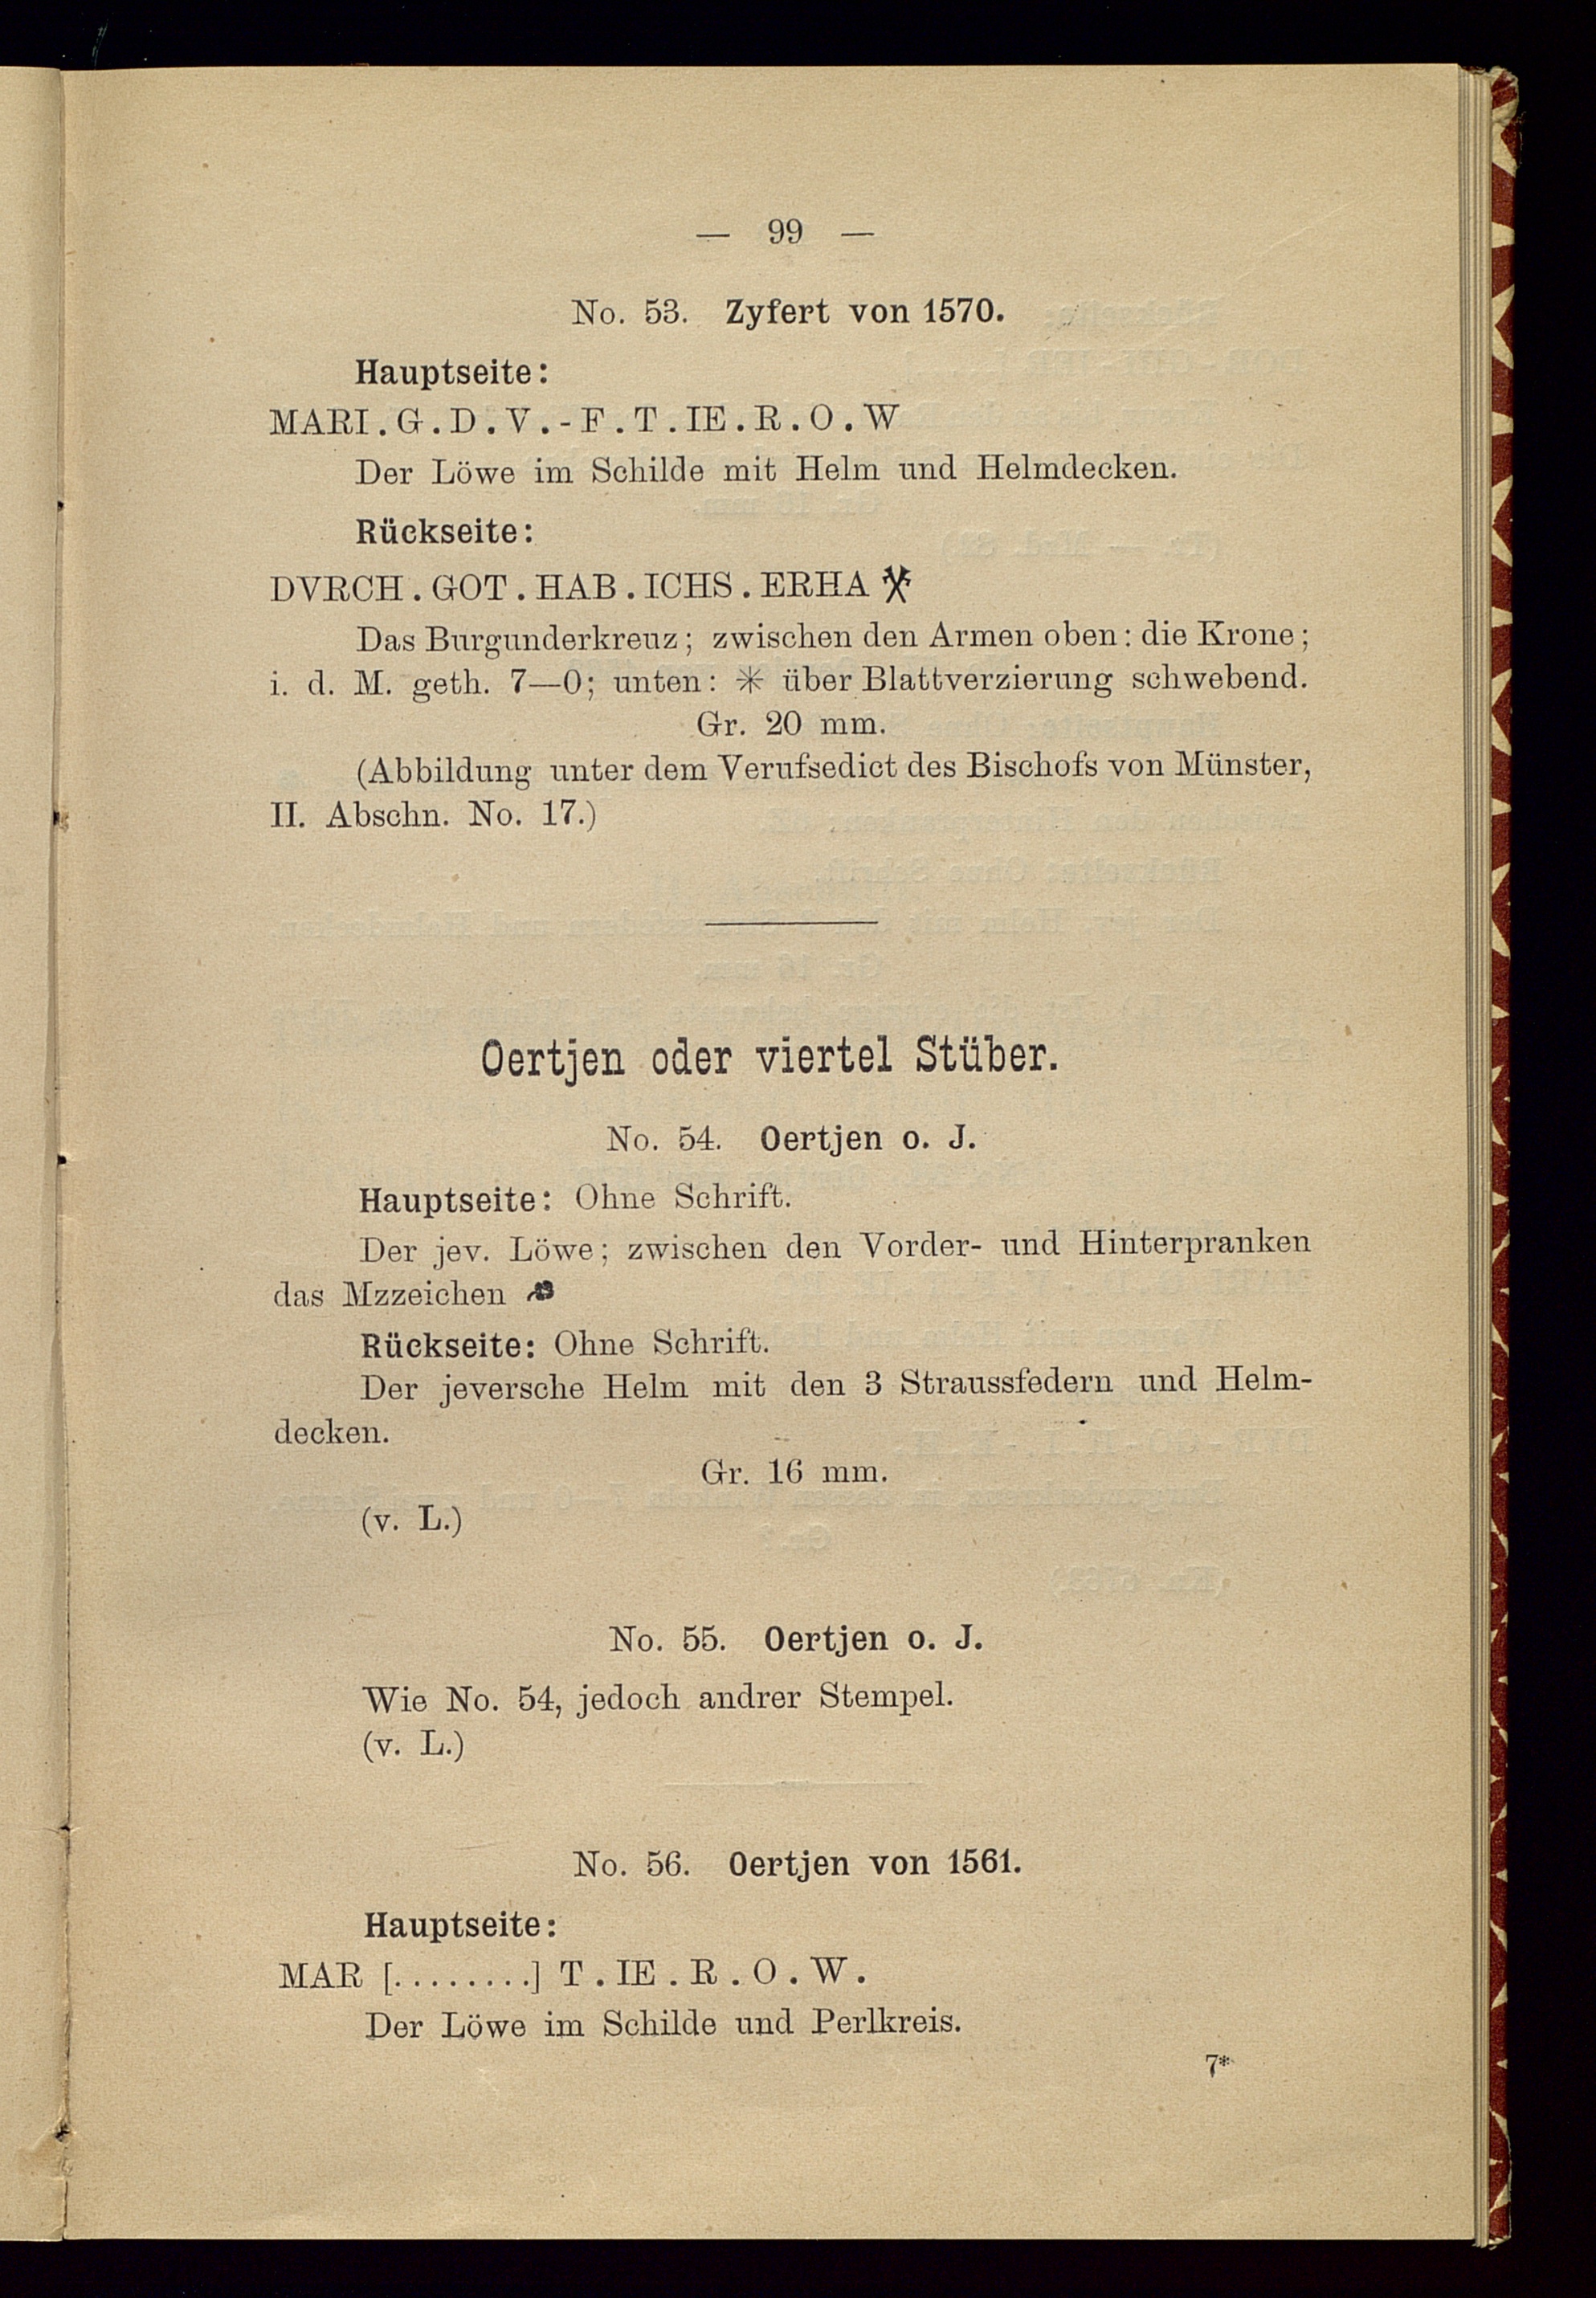 — 99 —
No. 53. Zyfert von 1570.
Hauptseite:
MARI.G.D.V.-F.T.IE.R.O.W
Der Löwe im Schilde mit Helm und Helmdecken.
Rückseite:
DVRCH.GOT.HAB.ICHS.ERHA
Das Burgunderkreuz; zwischen den Armen oben: die Krone;
i. d. M. geth. 7—0; unten: ✳ über Blattverzierung schwebend.
Gr. 20 mm.
(Abbildung unter dem Verufsedict des Bischofs von Münster,
II. Abschn. No. 17.)
Oertjen oder viertel Stüber.
No. 54. Oertjen o. J.
Hauptseite: Ohne Schrift.
Der jev. Löwe; zwischen den Vorder- und Hinterpranken
das Mzzeichen
Rückseite: Ohne Schrift.
Der jeversche Helm mit den 3 Straussfedern und Helm-
decken.
Gr. 16 mm.
(v. L.)
No. 55. Oertjen o. J.
Wie No. 54, jedoch andrer Stempel.
(v. L.)
No. 56. Oertjen von 1561.
Hauptseite:
MAR [........] T.IE.R.O.W.
Der Löwe im Schilde und Perlkreis.
7*